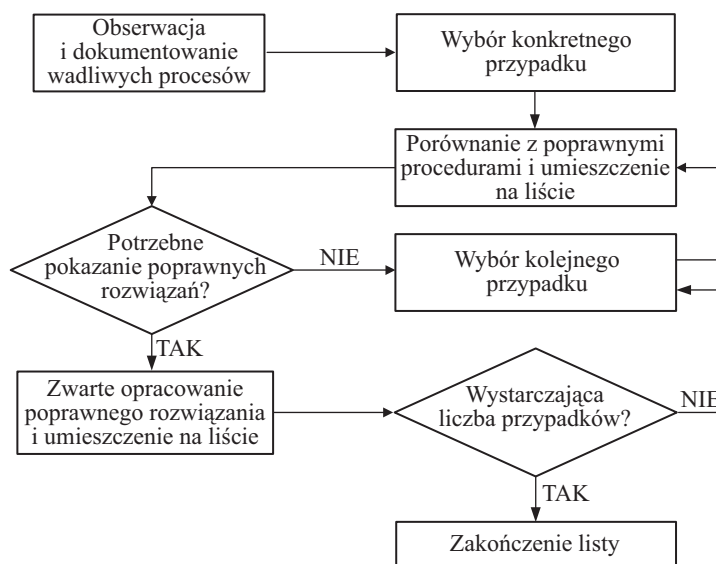 Obserwacja
i dokumentowanie
wadliwych procesów
Wybór konkretnego
przypadku
Porównanie z poprawnymi
procedurami i umieszczenie
na liście
Potrzebne
pokazanie poprawnych
rozwiązań?
NIE
Wybór kolejnego
przypadku
TAK
Zwarte opracowanie
poprawnego rozwiązania
i umieszczenie na liście
Wystarczająca
liczba przypadków?
NIE
TAK
Zakończenie listy